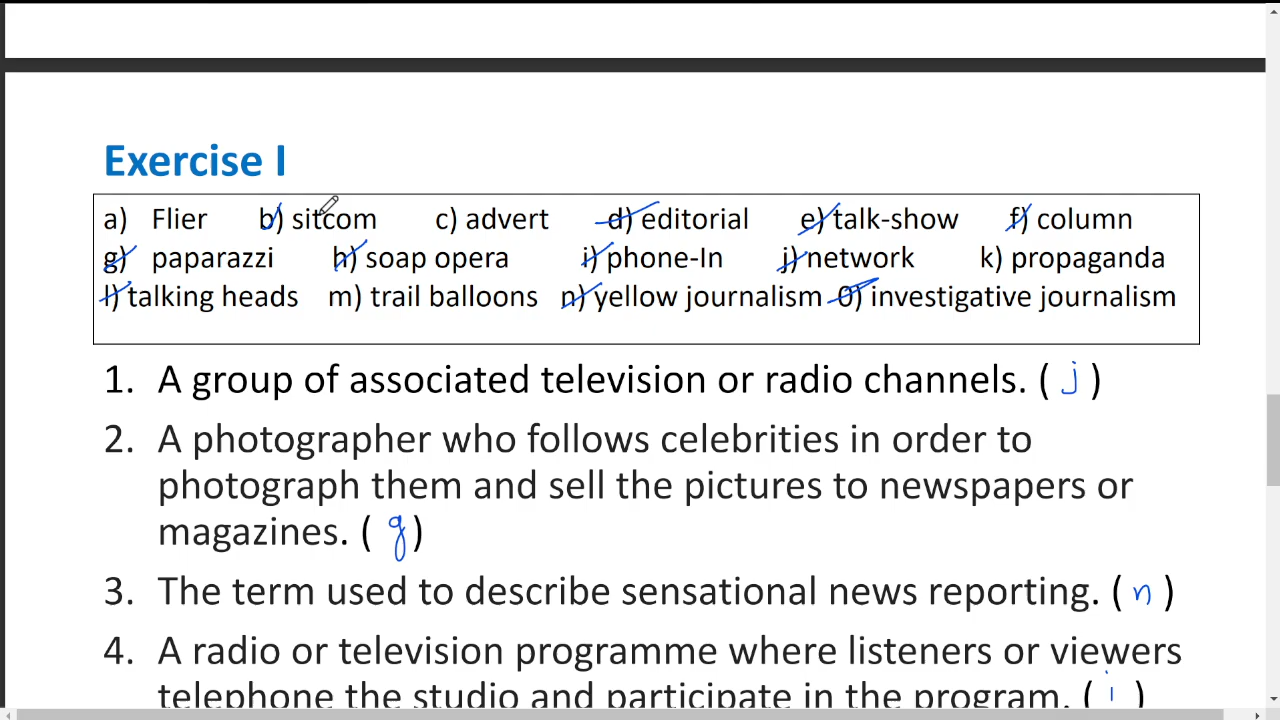 Exercise I
a) Flier b) sitcom c) advert d) editorial e) talk-show f) column
g) paparazzi h) soap opera i) phone-In j) network k) propaganda
l) talking heads m) trail balloons n) yellow journalism 0) investigative journalism
1. A group of associated television or radio channels. ( j )
2. A photographer who follows celebrities in order to
photograph them and sell the pictures to newspapers or
magazines. ( g )
3. The term used to describe sensational news reporting. ( n )
4. A radio or television programme where listeners or viewers
telephone the studio and participate in the program. ( i )